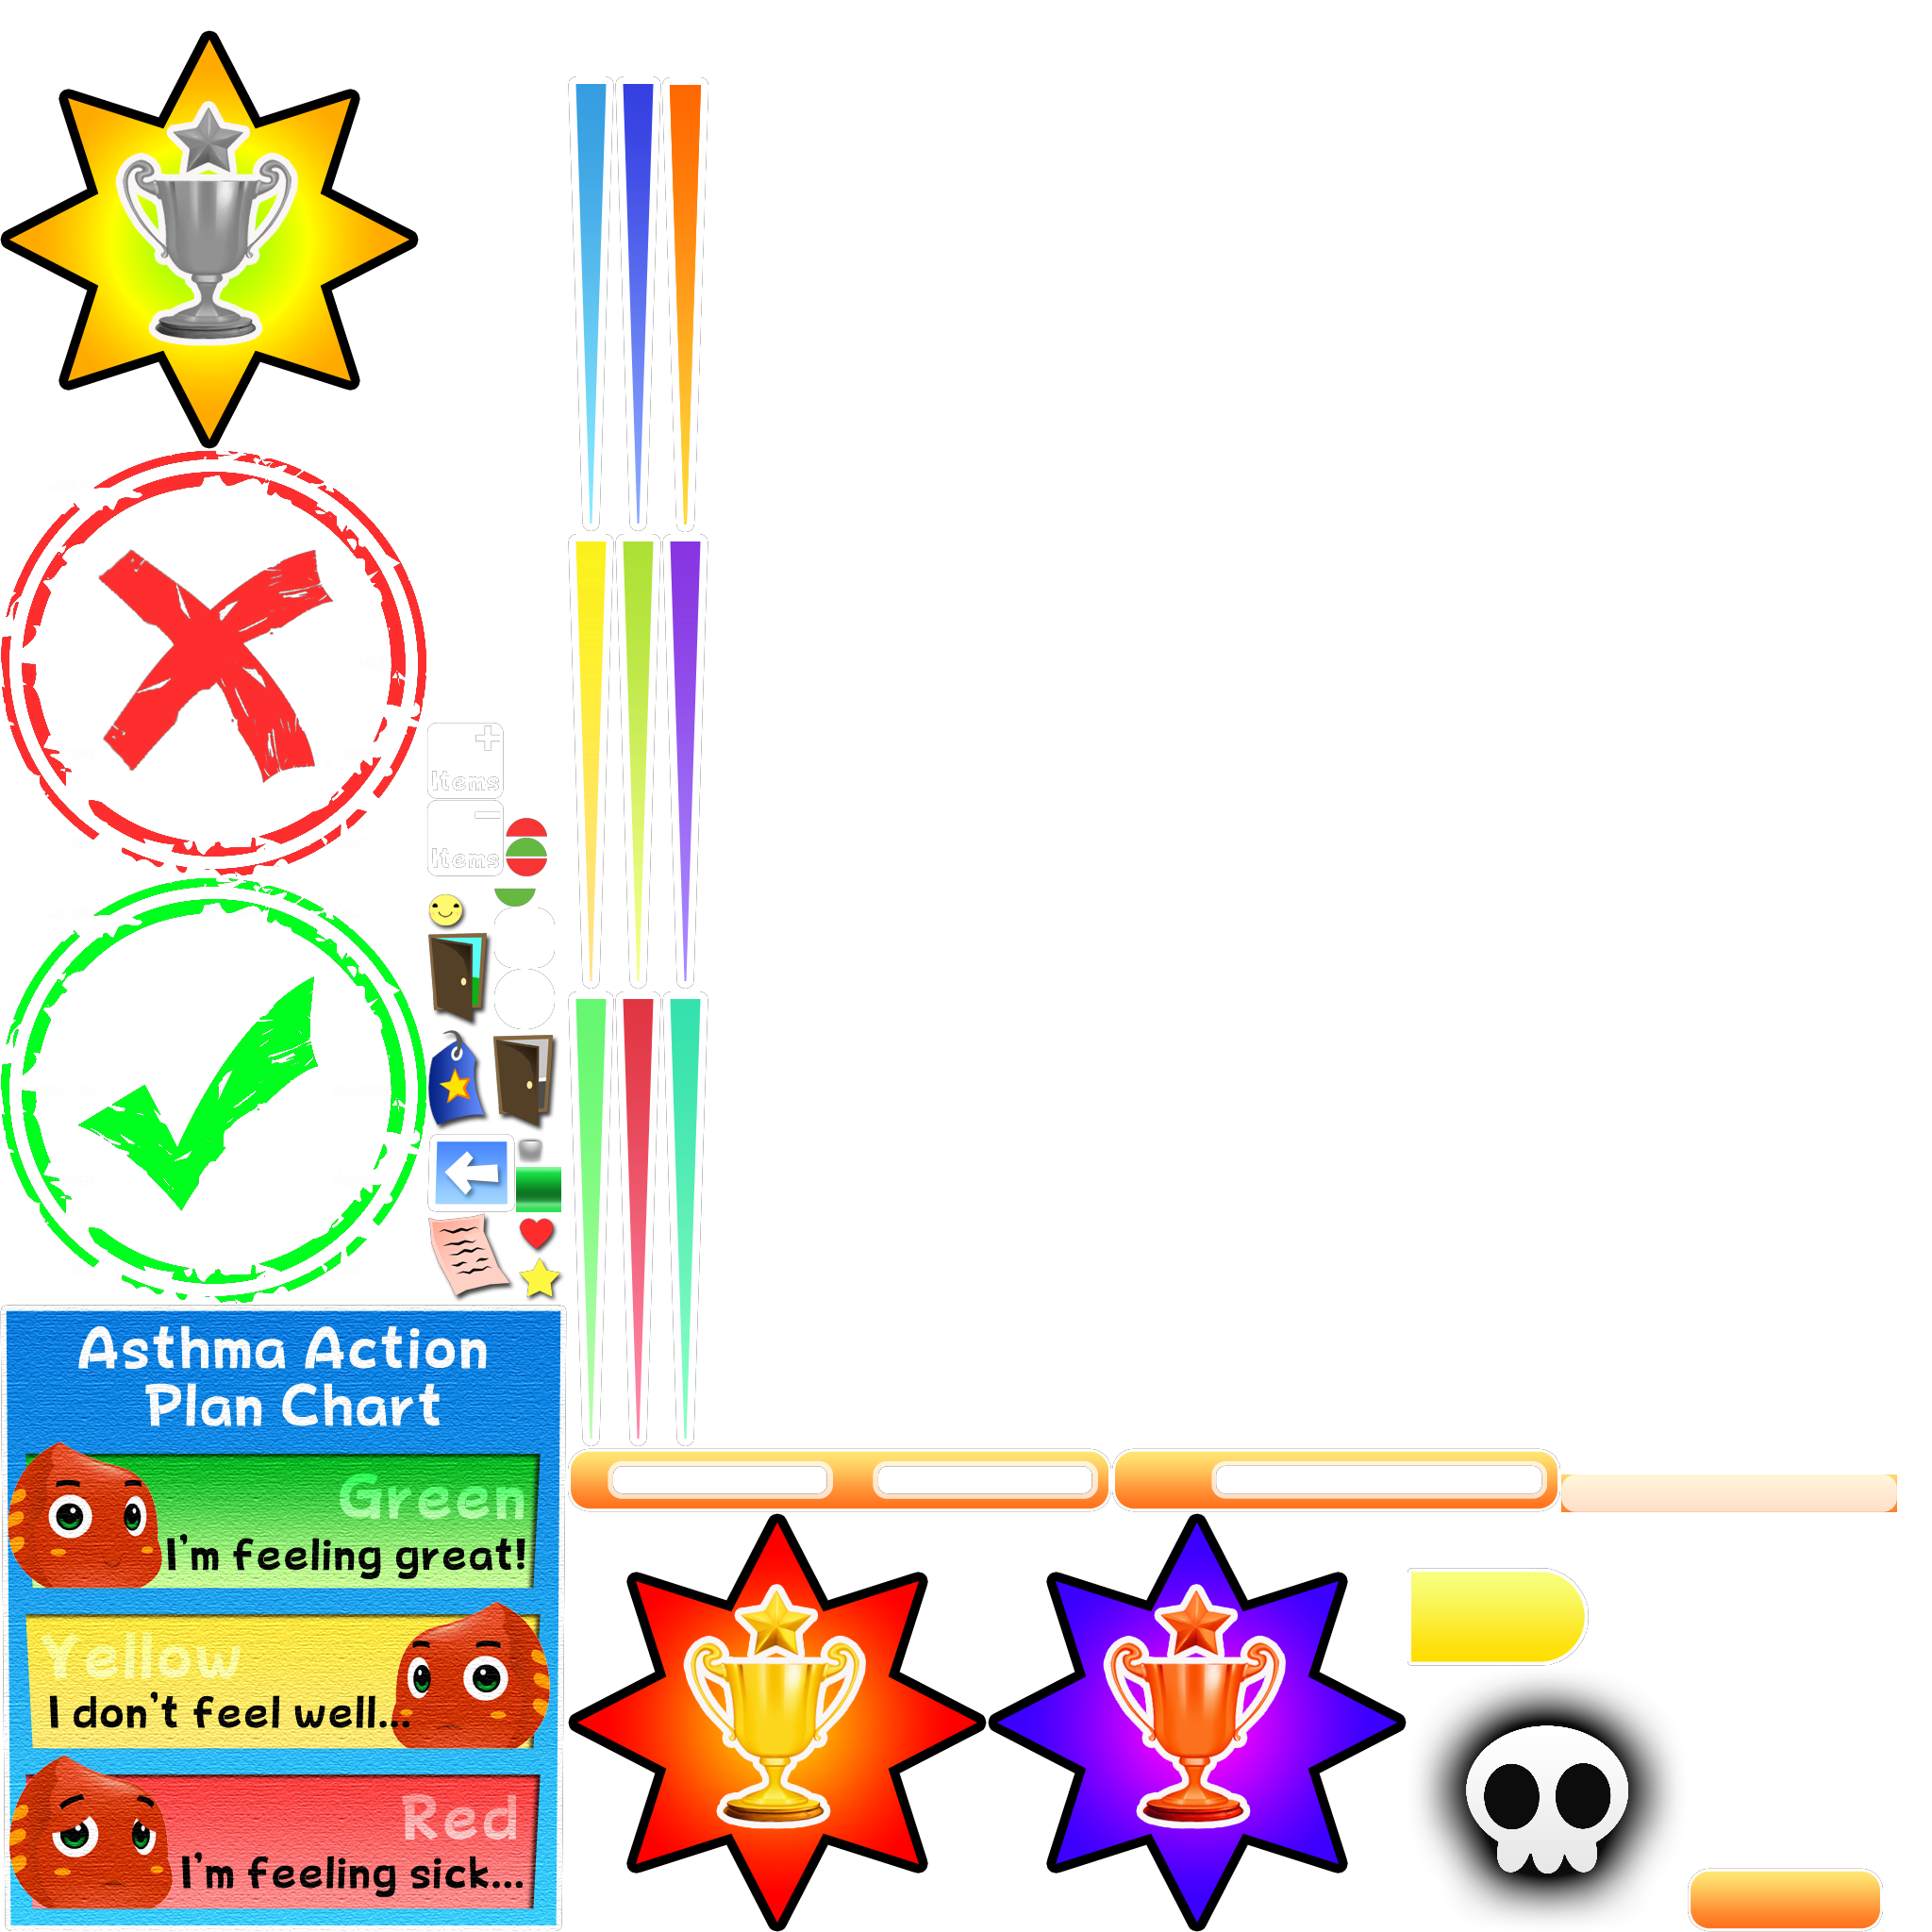 +
Items
−
Items
Asthma Action
Plan Chart
Green
I'm feeling great!
Yellow
I don't feel well...
Red
I'm feeling sick...